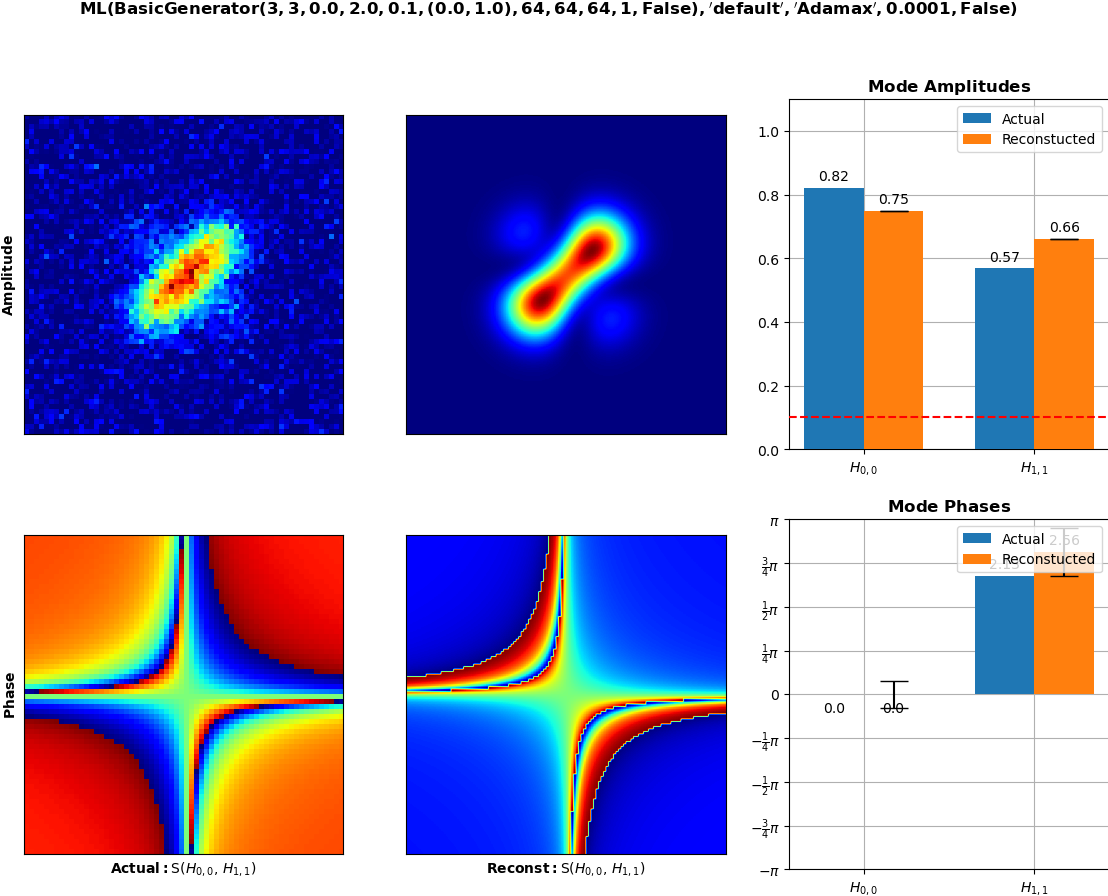 ML(BasicGenerator(3, 3, 0.0, 2.0, 0.1, (0.0, 1.0), 64, 64, 64, 1, False), ′default′, ′Adamax′, 0.0001, False)
Amplitude
Mode Amplitudes
Actual
Reconstucted
1.0
0.8
0.6
0.4
0.2
0.0
0.82
0.75
0.57
0.66
H0,0
H1,1
Phase
Actual: S(H0,0, H1,1)
Reconst: S(H0,0, H1,1)
Mode Phases
Actual
Reconstucted
π
3/4π
1/2π
1/4π
0
−1/4π
−1/2π
−3/4π
−π
0.0
0.0
2.56
H0,0
H1,1